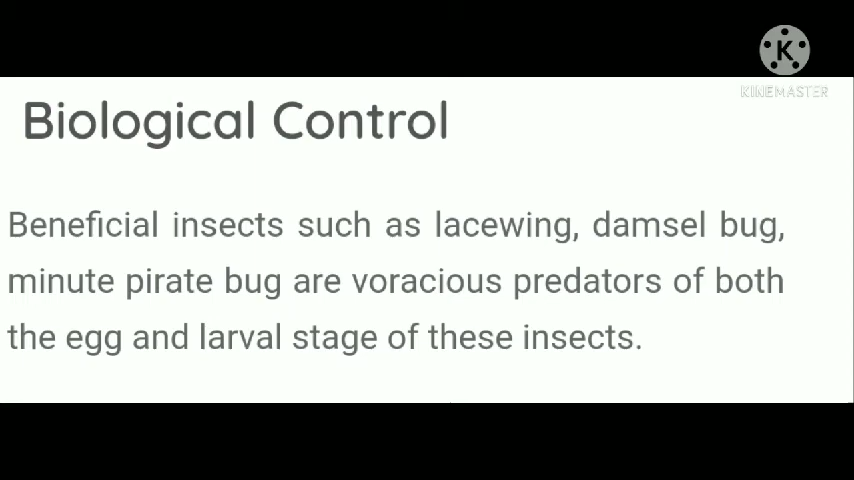 K
KINEMASTER
Biological Control
Beneficial insects such as lacewing, damsel bug,
minute pirate bug are voracious predators of both
the egg and larval stage of these insects.